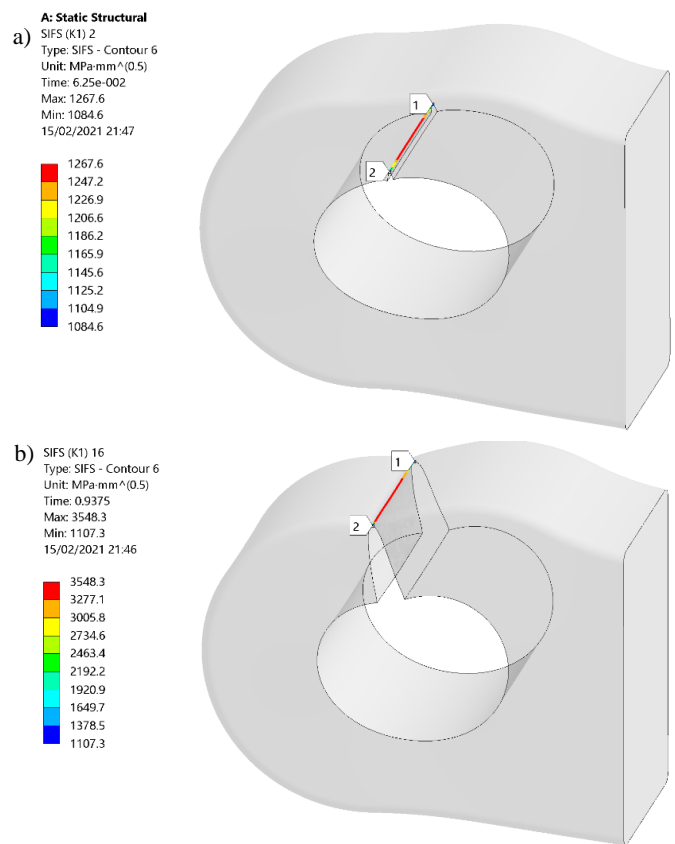 A: Static Structural
a) SIFS (K1) 2
Type: SIFS - Contour 6
Unit: MPa·mm^(0.5)
Time: 6.25e-002
Max: 1267.6
Min: 1084.6
15/02/2021 21:47
1267.6
1247.2
1226.9
1206.6
1186.2
1165.9
1145.6
1125.2
1104.9
1084.6
1
2
b) SIFS (K1) 16
Type: SIFS - Contour 6
Unit: MPa·mm^(0.5)
Time: 0.9375
Max: 3548.3
Min: 1107.3
15/02/2021 21:46
3548.3
3277.1
3005.8
2734.6
2463.4
2192.2
1920.9
1649.7
1378.5
1107.3
1
2